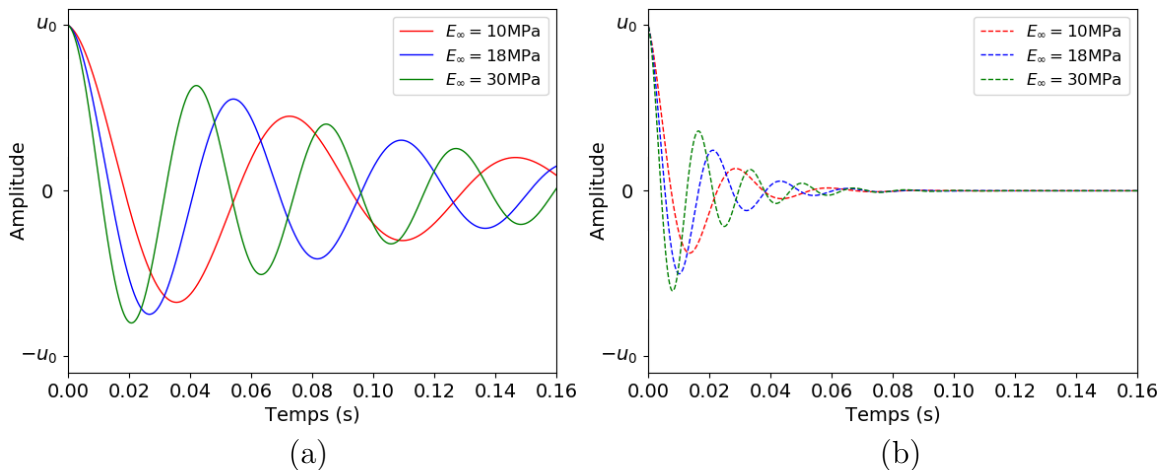 u₀
0
−u₀
Amplitude
0.00 0.02 0.04 0.06 0.08 0.10 0.12 0.14 0.16
Temps (s)
E∞ = 10MPa
E∞ = 18MPa
E∞ = 30MPa
(a)
u₀
0
−u₀
Amplitude
0.00 0.02 0.04 0.06 0.08 0.10 0.12 0.14 0.16
Temps (s)
E∞ = 10MPa
E∞ = 18MPa
E∞ = 30MPa
(b)